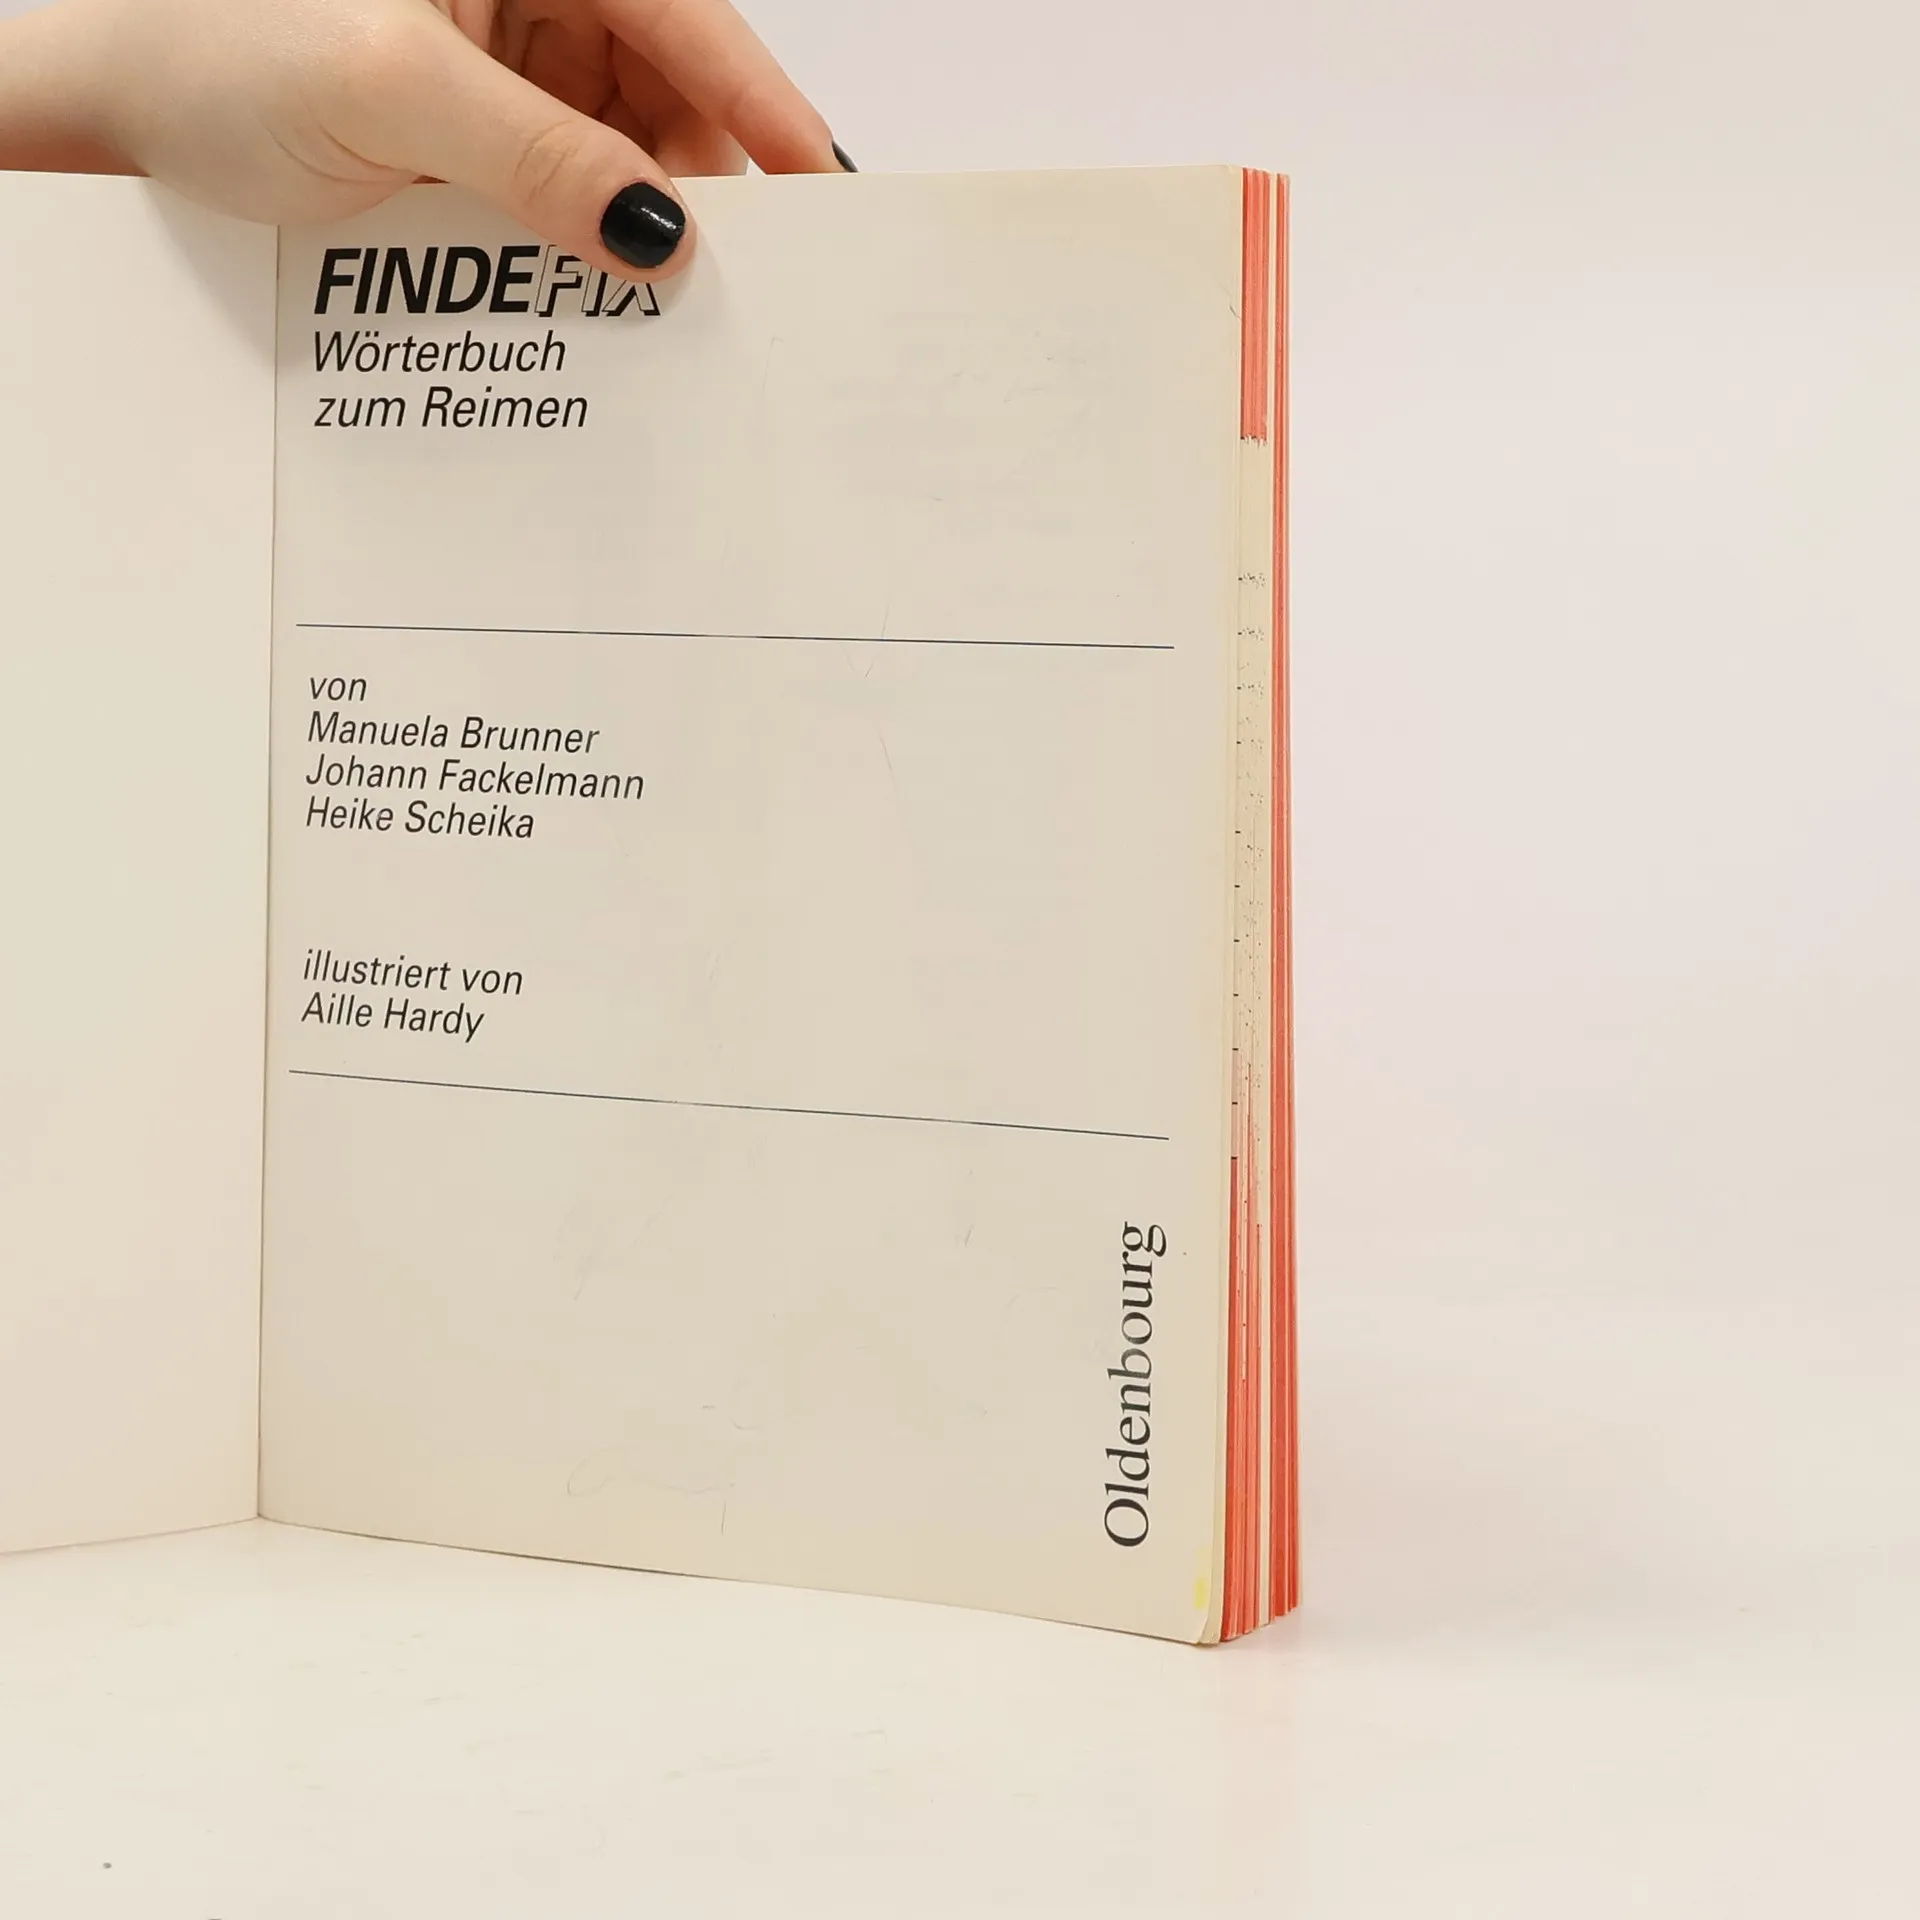 FINDEFIX
Wörterbuch
zum Reimen
von
Manuela Brunner
Johann Fackelmann
Heike Scheika
illustriert von
Aille Hardy
Oldenbourg